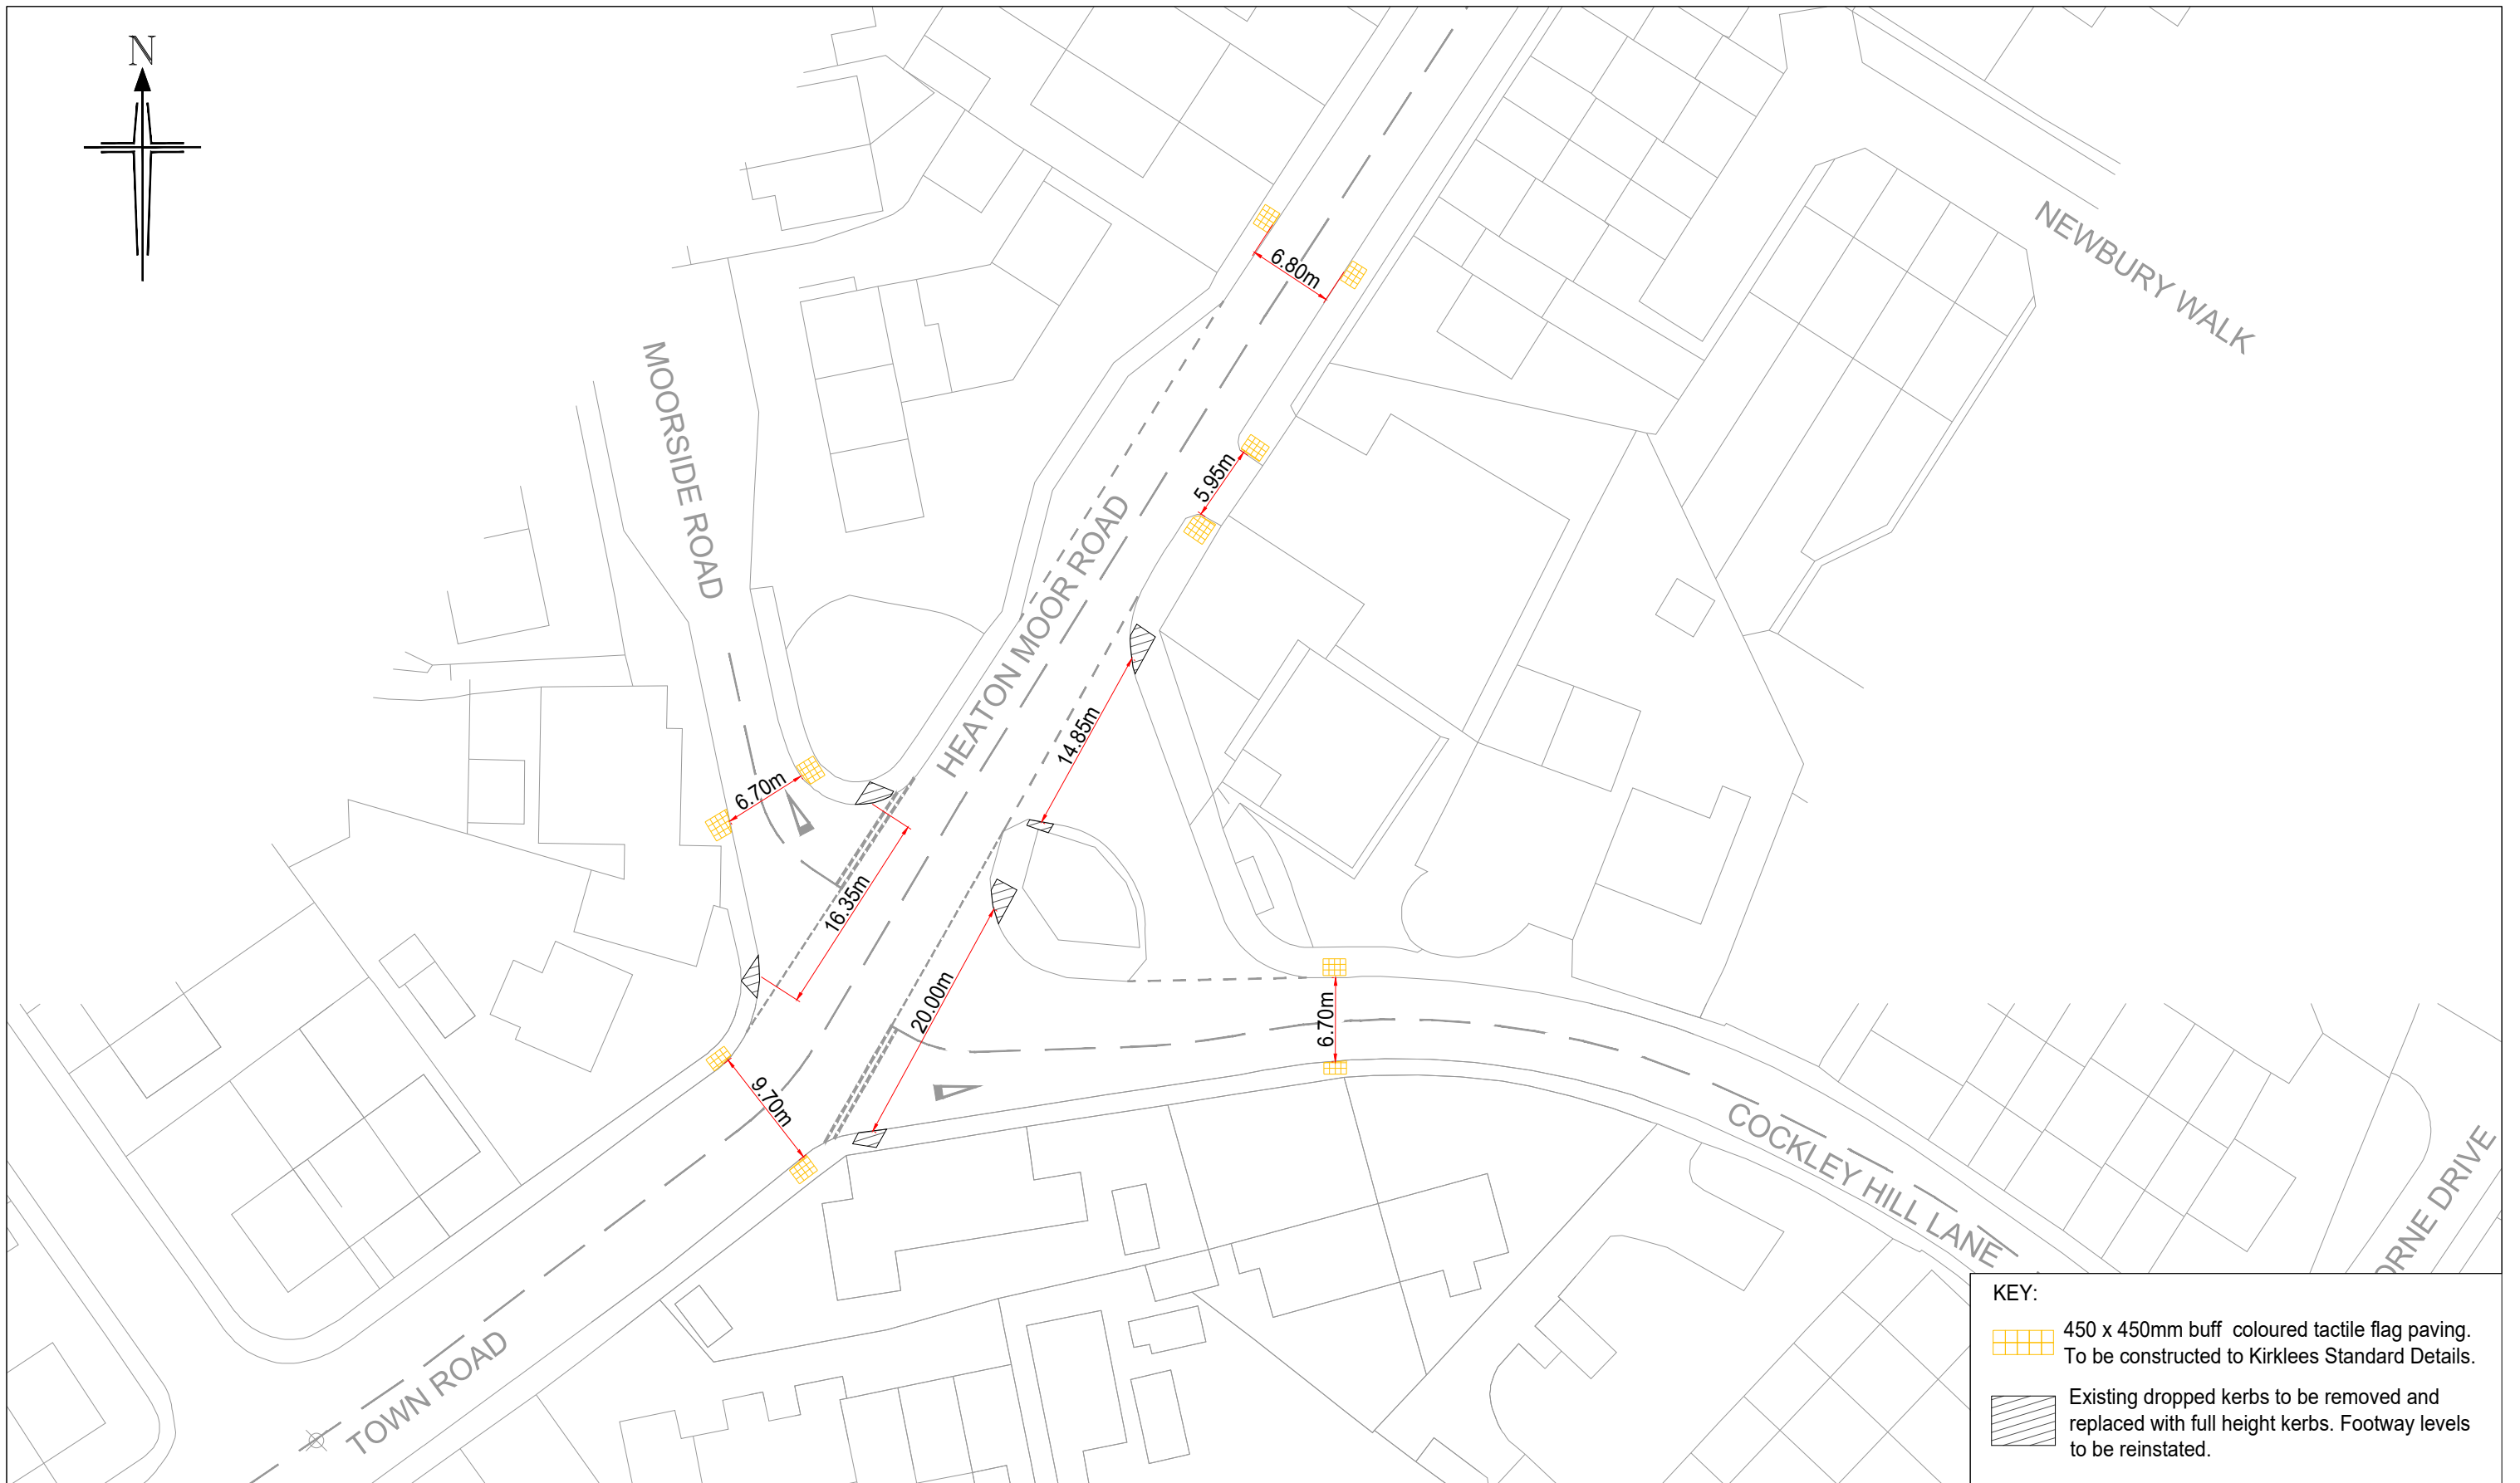 N
NEWBURY WALK
6.80m
MOORSIDE ROAD
5.95m
HEATON MOOR ROAD
14.85m
6.70m
16.35m
20.00m
6.70m
9.70m
COCKLEY HILL LANE
ORNE DRIVE
TOWN ROAD
KEY:
450 x 450mm buff coloured tactile flag paving.
To be constructed to Kirklees Standard Details.
Existing dropped kerbs to be removed and
replaced with full height kerbs. Footway levels
to be reinstated.